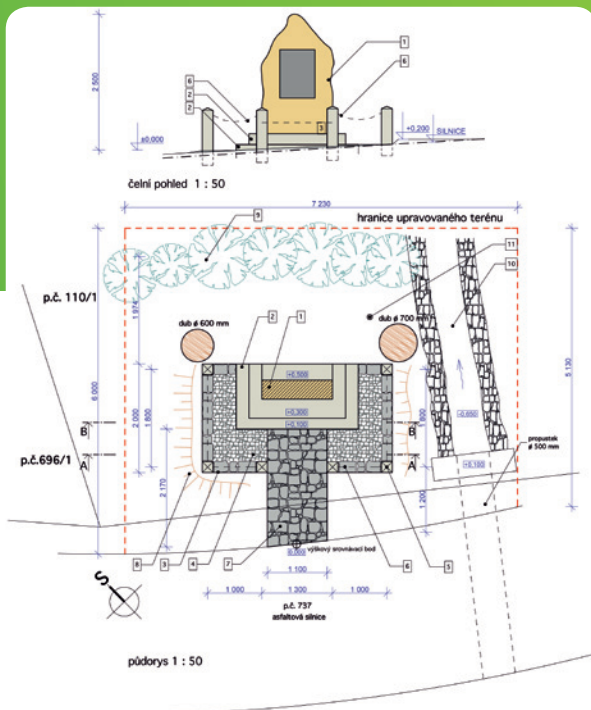 2 500
1
6
6
2
2
3
±0.000
+0,200
SILNICE
čelní pohled 1 : 50
7 230
hranice upravovaného terénu
9
11
10
p.č. 110/1
1 974
2
1
dub ø 600 mm
dub ø 700 mm
6 000
5 130
+0,500
2 000
1 800
+0,300
1 900
-0,650
+0,100
B
B
propustek
ø 500 mm
p.č.696/1
A
A
+0,100
2 170
1 200
0,000
výškový srovnávací bod
8
3
4
7
6
5
1 100
S
1 000
1 300
1 000
p.č. 737
asfaltová silnice
půdorys 1 : 50